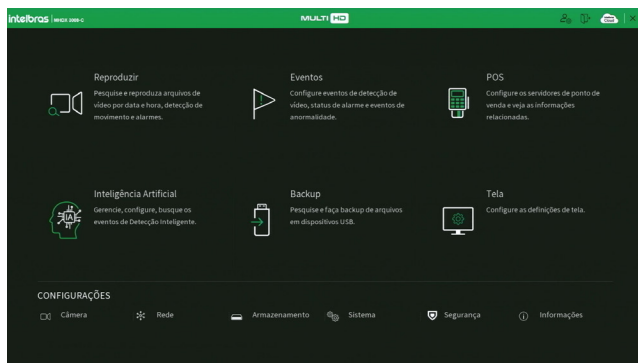 intelbras | MHDX 3008-C
MULTI HD
Reproduzir
Pesquise e reproduza arquivos de
vídeo por data e hora, detecção de
movimento e alarmes.
Eventos
Configure eventos de detecção de
vídeo, status de alarme e eventos de
anormalidade.
POS
Configure os servidores de ponto de
venda e veja as informações
relacionadas.
Inteligência Artificial
Gerencie, configure, busque os
eventos de Detecção Inteligente.
IA
Backup
Pesquise e faça backup de arquivos
em dispositivos USB.
Tela
Configure as definições de tela.
CONFIGURAÇÕES
Câmera
Rede
Armazenamento
Sistema
Segurança
Informações